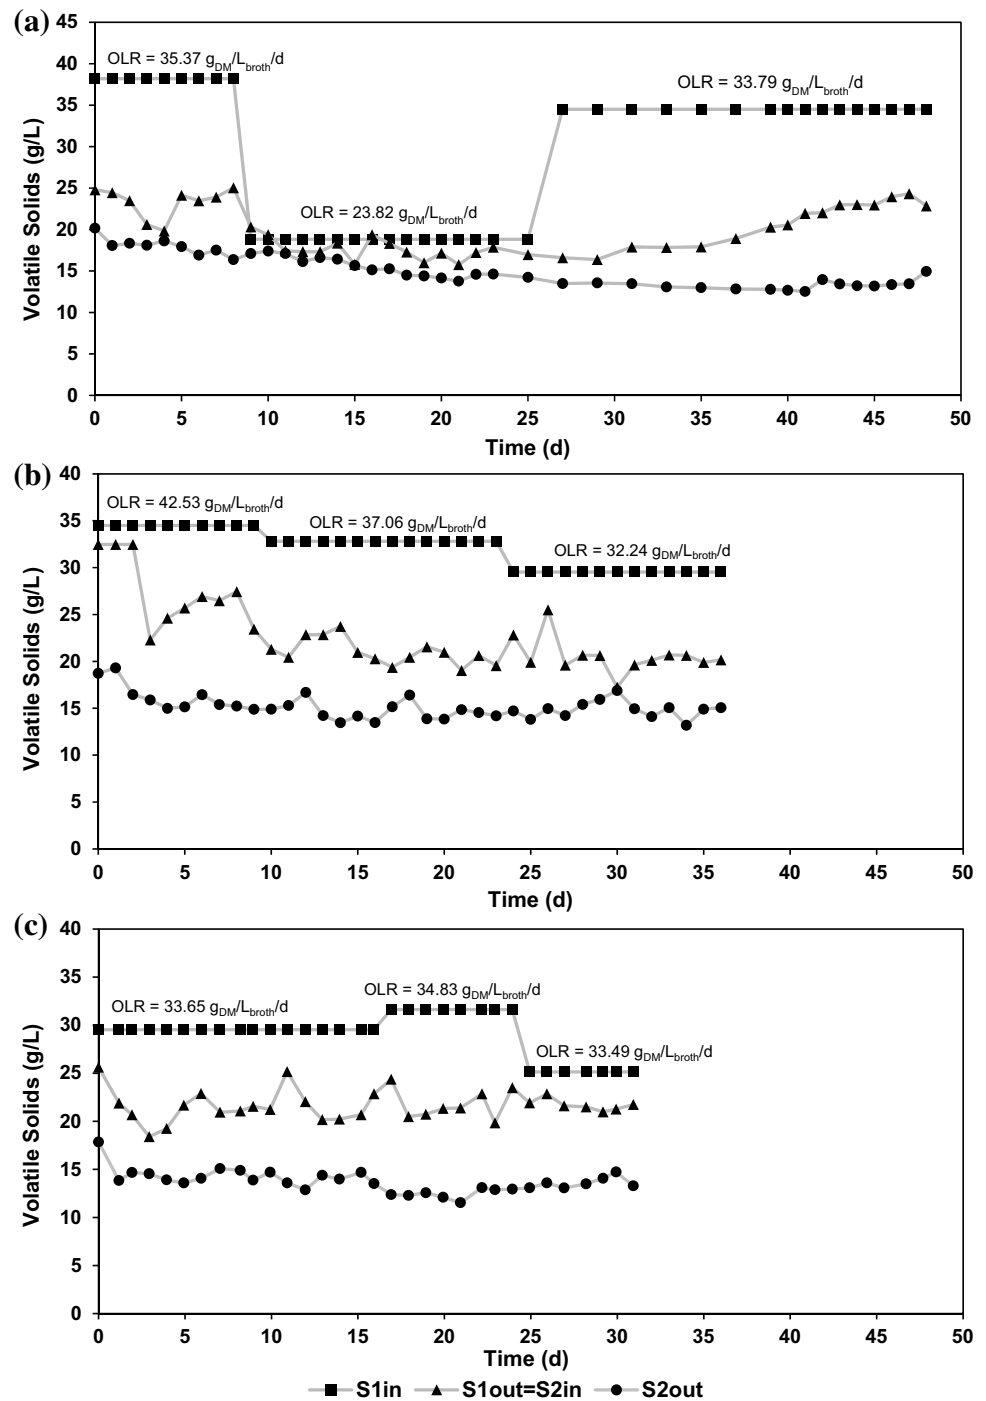 (a)
45
40
35
30
25
20
15
10
5
0
Volatile Solids (g/L)
OLR = 35.37 gDM/Lbroth/d
OLR = 33.79 gDM/Lbroth/d
OLR = 23.82 gDM/Lbroth/d
0 5 10 15 20 25 30 35 40 45 50
Time (d)
(b)
40
35
30
25
20
15
10
5
0
Volatile Solids (g/L)
OLR = 42.53 gDM/Lbroth/d
OLR = 37.06 gDM/Lbroth/d
OLR = 32.24 gDM/Lbroth/d
0 5 10 15 20 25 30 35 40 45 50
Time (d)
(c)
40
35
30
25
20
15
10
5
0
Volatile Solids (g/L)
OLR = 33.65 gDM/Lbroth/d
OLR = 34.83 gDM/Lbroth/d
OLR = 33.49 gDM/Lbroth/d
0 5 10 15 20 25 30 35 40 45 50
Time (d)
S1in S1out=S2in S2out